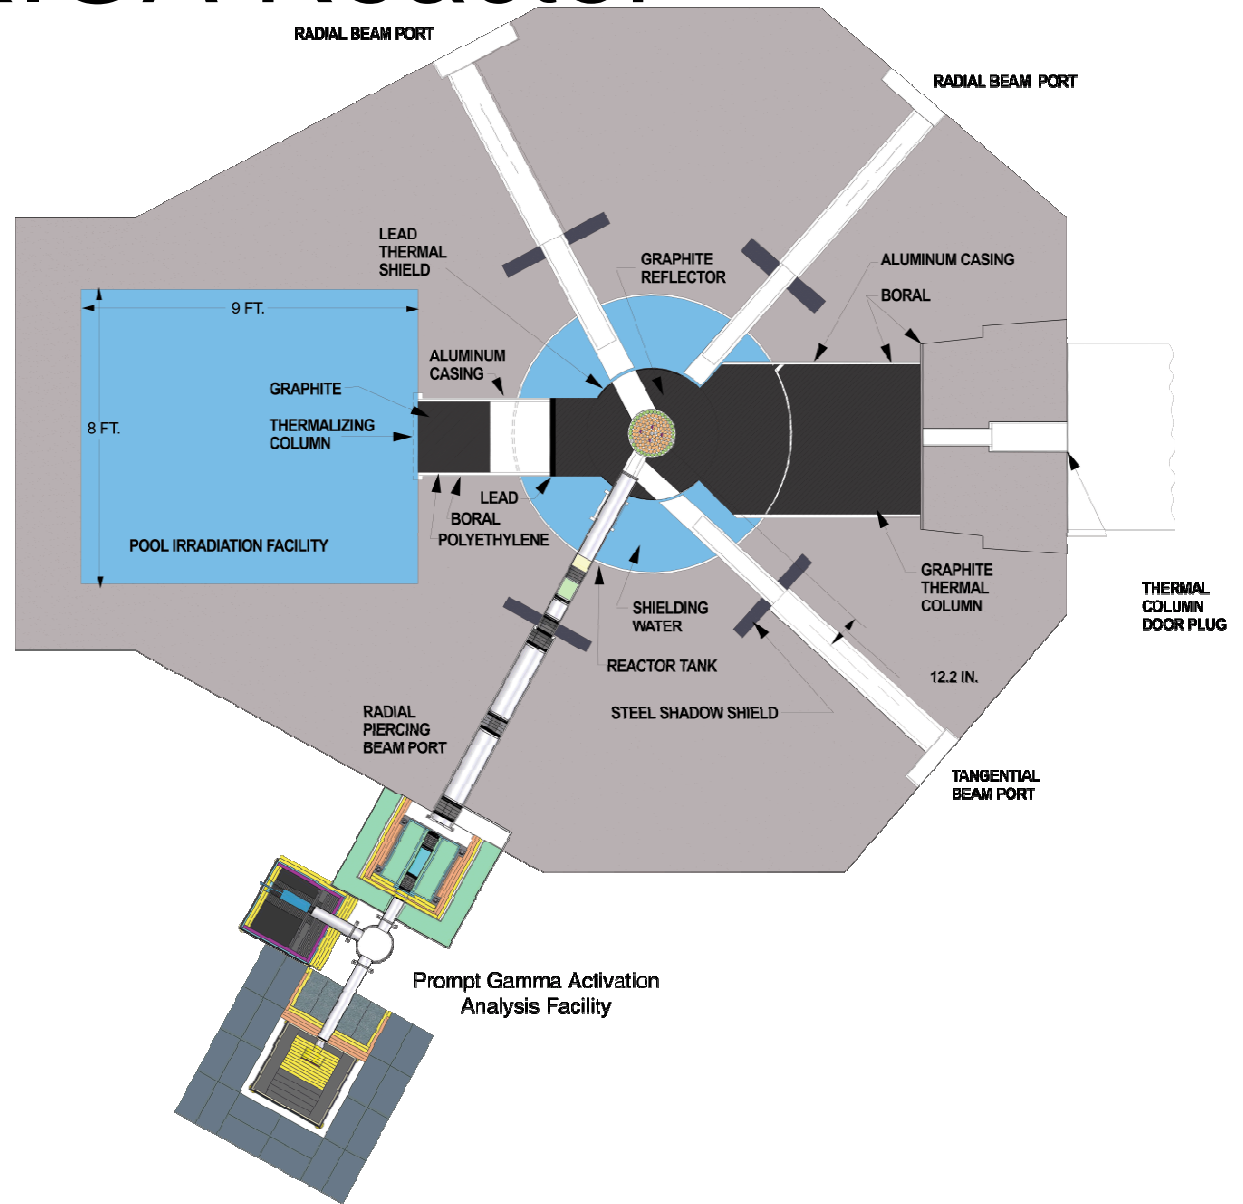 Reactor
RADIAL BEAM PORT
RADIAL BEAM PORT
LEAD
THERMAL
SHIELD
GRAPHITE
REFLECTOR
ALUMINUM CASING
BORAL
9 FT.
ALUMINUM
CASING
GRAPHITE
THERMALIZING
COLUMN
8 FT.
LEAD
BORAL
POLYETHYLENE
POOL IRRADIATION FACILITY
GRAPHITE
THERMAL
COLUMN
THERMAL
COLUMN
DOOR PLUG
SHIELDING
WATER
REACTOR TANK
12.2 IN.
STEEL SHADOW SHIELD
RADIAL
PIERCING
BEAM PORT
TANGENTIAL
BEAM PORT
Prompt Gamma Activation
Analysis Facility